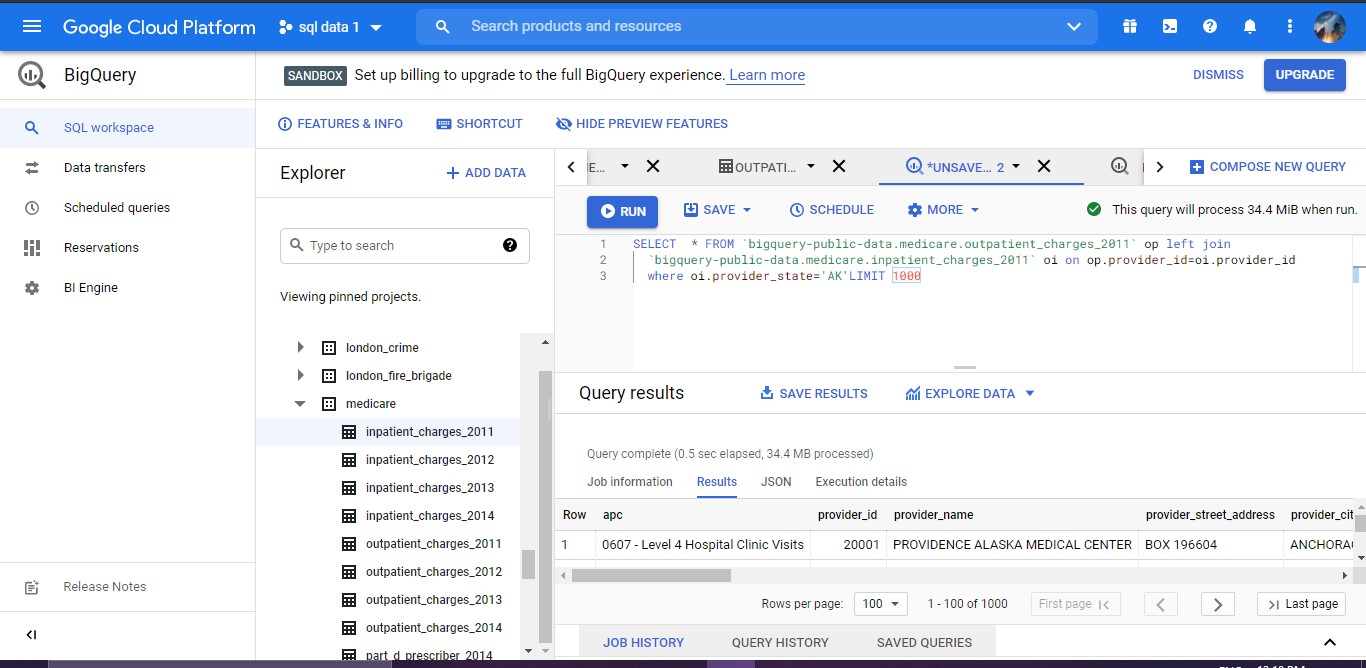 Google Cloud Platform
sql data 1
Search products and resources
BigQuery
SANDBOX Set up billing to upgrade to the full BigQuery experience. Learn more
DISMISS
UPGRADE
SQL workspace
Data transfers
Scheduled queries
Reservations
BI Engine
Release Notes
FEATURES & INFO
SHORTCUT
HIDE PREVIEW FEATURES
Explorer
ADD DATA
Type to search
Viewing pinned projects.
london_crime
london_fire_brigade
medicare
inpatient_charges_2011
inpatient_charges_2012
inpatient_charges_2013
inpatient_charges_2014
outpatient_charges_2011
outpatient_charges_2012
outpatient_charges_2013
outpatient_charges_2014
part_d_prescriber_2014
E...
OUTPATI...
*UNSAVE... 2
COMPOSE NEW QUERY
RUN
SAVE
SCHEDULE
MORE
This query will process 34.4 MiB when run.
1 SELECT  * FROM `bigquery-public-data.medicare.outpatient_charges_2011` op left join
2 `bigquery-public-data.medicare.inpatient_charges_2011` oi on op.provider_id=oi.provider_id
3 where oi.provider_state='AK'LIMIT 1000
Query results
SAVE RESULTS
EXPLORE DATA
Query complete (0.5 sec elapsed, 34.4 MB processed)
Job information
Results
JSON
Execution details
Row apc provider_id provider_name provider_street_address provider_cit
1 0607 - Level 4 Hospital Clinic Visits 20001 PROVIDENCE ALASKA MEDICAL CENTER BOX 196604 ANCHORA
Rows per page: 100 1 - 100 of 1000 First page Last page
JOB HISTORY
QUERY HISTORY
SAVED QUERIES